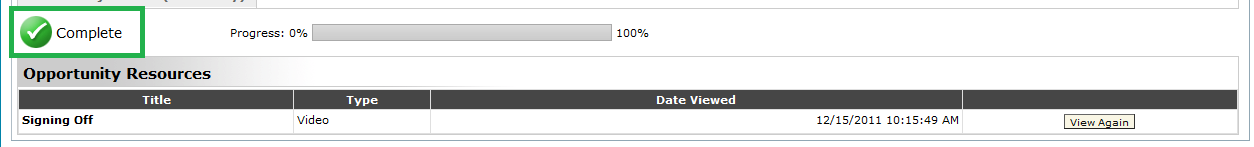 Complete
Progress: 0% 100%
Opportunity Resources
Title Type Date Viewed
Signing Off Video 12/15/2011 10:15:49 AM View Again